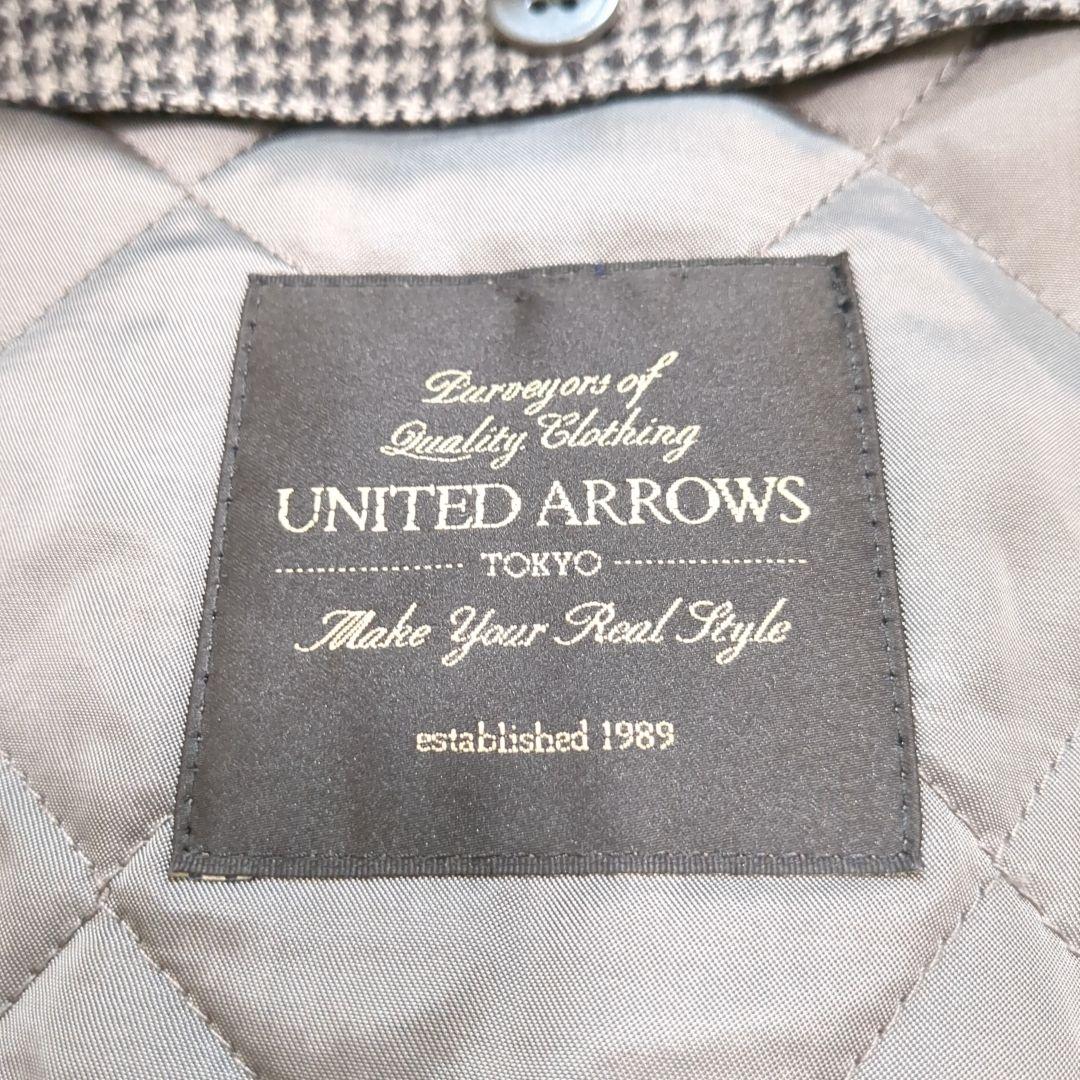 Purveyors of
Quality Clothing
UNITED ARROWS
TOKYO
Make Your Real Style
established 1989